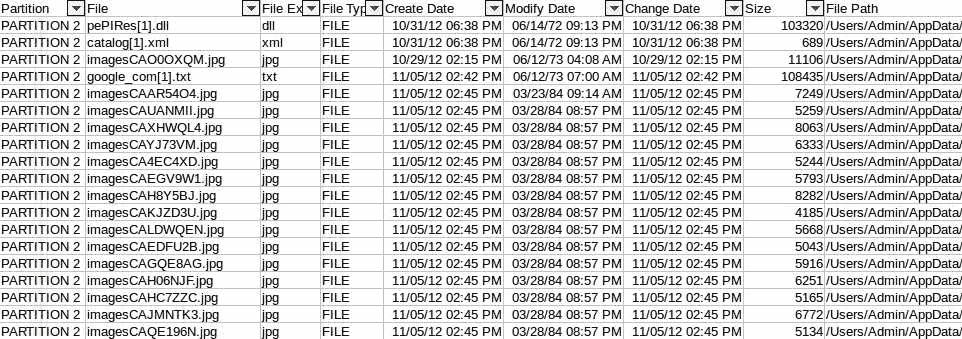 Partition File File Ex File Typ Create Date Modify Date Change Date Size File Path
PARTITION 2 pePIRes[1].dll dll FILE 10/31/12 06:38 PM 06/14/72 09:13 PM 10/31/12 06:38 PM 103320 /Users/Admin/AppData/
PARTITION 2 catalog[1].xml xml FILE 10/31/12 06:38 PM 06/14/72 09:13 PM 10/31/12 06:38 PM 689 /Users/Admin/AppData/
PARTITION 2 imagesCAO0OXQM.jpg jpg FILE 10/29/12 02:15 PM 06/12/73 04:08 AM 10/29/12 02:15 PM 11106 /Users/Admin/AppData/
PARTITION 2 google_com[1].txt txt FILE 11/05/12 02:42 PM 06/12/73 07:00 AM 11/05/12 02:42 PM 108435 /Users/Admin/AppData/
PARTITION 2 imagesCAAR54O4.jpg jpg FILE 11/05/12 02:45 PM 03/23/84 09:14 AM 11/05/12 02:45 PM 7249 /Users/Admin/AppData/
PARTITION 2 imagesCAUANMII.jpg jpg FILE 11/05/12 02:45 PM 03/28/84 08:57 PM 11/05/12 02:45 PM 5259 /Users/Admin/AppData/
PARTITION 2 imagesCAXHWQL4.jpg jpg FILE 11/05/12 02:45 PM 03/28/84 08:57 PM 11/05/12 02:45 PM 8063 /Users/Admin/AppData/
PARTITION 2 imagesCAYJ73VM.jpg jpg FILE 11/05/12 02:45 PM 03/28/84 08:57 PM 11/05/12 02:45 PM 6333 /Users/Admin/AppData/
PARTITION 2 imagesCA4EC4XD.jpg jpg FILE 11/05/12 02:45 PM 03/28/84 08:57 PM 11/05/12 02:45 PM 5244 /Users/Admin/AppData/
PARTITION 2 imagesCAEGV9W1.jpg jpg FILE 11/05/12 02:45 PM 03/28/84 08:57 PM 11/05/12 02:45 PM 5793 /Users/Admin/AppData/
PARTITION 2 imagesCAH8Y5BJ.jpg jpg FILE 11/05/12 02:45 PM 03/28/84 08:57 PM 11/05/12 02:45 PM 8282 /Users/Admin/AppData/
PARTITION 2 imagesCAKJZD3U.jpg jpg FILE 11/05/12 02:45 PM 03/28/84 08:57 PM 11/05/12 02:45 PM 4185 /Users/Admin/AppData/
PARTITION 2 imagesCALDWQEN.jpg jpg FILE 11/05/12 02:45 PM 03/28/84 08:57 PM 11/05/12 02:45 PM 5668 /Users/Admin/AppData/
PARTITION 2 imagesCAEDFU2B.jpg jpg FILE 11/05/12 02:45 PM 03/28/84 08:57 PM 11/05/12 02:45 PM 5043 /Users/Admin/AppData/
PARTITION 2 imagesCAGQE8AG.jpg jpg FILE 11/05/12 02:45 PM 03/28/84 08:57 PM 11/05/12 02:45 PM 5916 /Users/Admin/AppData/
PARTITION 2 imagesCAH06NJF.jpg jpg FILE 11/05/12 02:45 PM 03/28/84 08:57 PM 11/05/12 02:45 PM 6251 /Users/Admin/AppData/
PARTITION 2 imagesCAHC7ZZC.jpg jpg FILE 11/05/12 02:45 PM 03/28/84 08:57 PM 11/05/12 02:45 PM 5165 /Users/Admin/AppData/
PARTITION 2 imagesCAJMNTK3.jpg jpg FILE 11/05/12 02:45 PM 03/28/84 08:57 PM 11/05/12 02:45 PM 6772 /Users/Admin/AppData/
PARTITION 2 imagesCAQE196N.jpg jpg FILE 11/05/12 02:45 PM 03/28/84 08:57 PM 11/05/12 02:45 PM 5134 /Users/Admin/AppData/